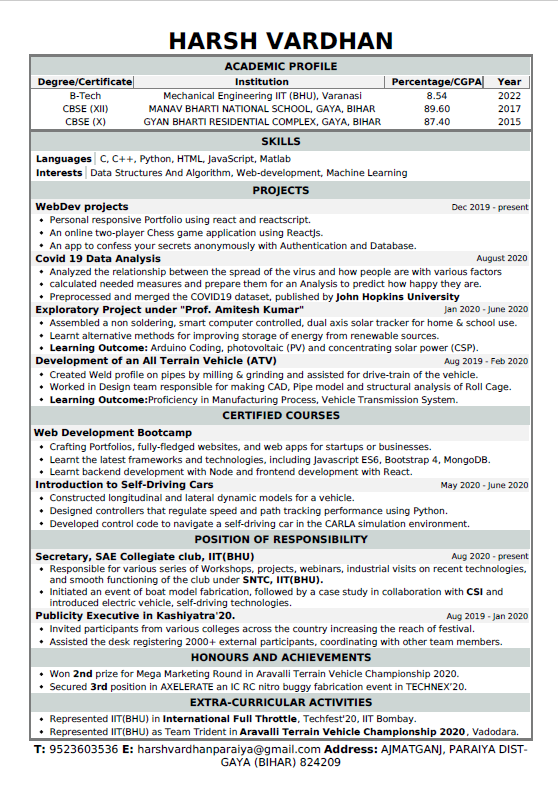 HARSH VARDHAN
ACADEMIC PROFILE
Degree/Certificate Institution Percentage/CGPA Year
B-Tech Mechanical Engineering IIT (BHU), Varanasi 8.54 2022
CBSE (XII) MANAV BHARTI NATIONAL SCHOOL, GAYA, BIHAR 89.60 2017
CBSE (X) GYAN BHARTI RESIDENTIAL COMPLEX, GAYA, BIHAR 87.40 2015
SKILLS
Languages C, C++, Python, HTML, JavaScript, Matlab
Interests Data Structures And Algorithm, Web-development, Machine Learning
PROJECTS
WebDev projects Dec 2019 - present
Personal responsive Portfolio using react and reactscript.
An online two-player Chess game application using ReactJs.
An app to confess your secrets anonymously with Authentication and Database.
Covid 19 Data Analysis August 2020
Analyzed the relationship between the spread of the virus and how people are with various factors
calculated needed measures and prepare them for an Analysis to predict how happy they are.
Preprocessed and merged the COVID19 dataset, published by John Hopkins University
Exploratory Project under "Prof. Amitesh Kumar" Jan 2020 - June 2020
Assembled a non soldering, smart computer controlled, dual axis solar tracker for home & school use.
Learnt alternative methods for improving storage of energy from renewable sources.
Learning Outcome: Arduino Coding, photovoltaic (PV) and concentrating solar power (CSP).
Development of an All Terrain Vehicle (ATV) Aug 2019 - Feb 2020
Created Weld profile on pipes by milling & grinding and assisted for drive-train of the vehicle.
Worked in Design team responsible for making CAD, Pipe model and structural analysis of Roll Cage.
Learning Outcome:Proficiency in Manufacturing Process, Vehicle Transmission System.
CERTIFIED COURSES
Web Development Bootcamp
Crafting Portfolios, fully-fledged websites, and web apps for startups or businesses.
Learnt the latest frameworks and technologies, including Javascript ES6, Bootstrap 4, MongoDB.
Learnt backend development with Node and frontend development with React.
Introduction to Self-Driving Cars May 2020 - June 2020
Constructed longitudinal and lateral dynamic models for a vehicle.
Designed controllers that regulate speed and path tracking performance using Python.
Developed control code to navigate a self-driving car in the CARLA simulation environment.
POSITION OF RESPONSIBILITY
Secretary, SAE Collegiate club, IIT(BHU) Aug 2020 - present
Responsible for various series of Workshops, projects, webinars, industrial visits on recent technologies,
and smooth functioning of the club under SNTC, IIT(BHU).
Initiated an event of boat model fabrication, followed by a case study in collaboration with CSI and
introduced electric vehicle, self-driving technologies.
Publicity Executive in Kashiyatra'20. Aug 2019 - Jan 2020
Invited participants from various colleges across the country increasing the reach of festival.
Assisted the desk registering 2000+ external participants, coordinating with other team members.
HONOURS AND ACHIEVEMENTS
Won 2nd prize for Mega Marketing Round in Aravalli Terrain Vehicle Championship 2020.
Secured 3rd position in AXELERATE an IC RC nitro buggy fabrication event in TECHNEX'20.
EXTRA-CURRICULAR ACTIVITIES
Represented IIT(BHU) in International Full Throttle, Techfest'20, IIT Bombay.
Represented IIT(BHU) as Team Trident in Aravalli Terrain Vehicle Championship 2020, Vadodara.
T: 9523603536 E: harshvardhanparaiya@gmail.com Address: AJMATGANJ, PARAIYA DIST-
GAYA (BIHAR) 824209